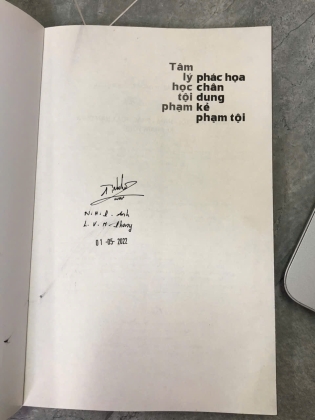 Tâm
lý phác họa
học chân
tội dung
phạm kẻ
phạm tội
L. V. H.
01-05-2022